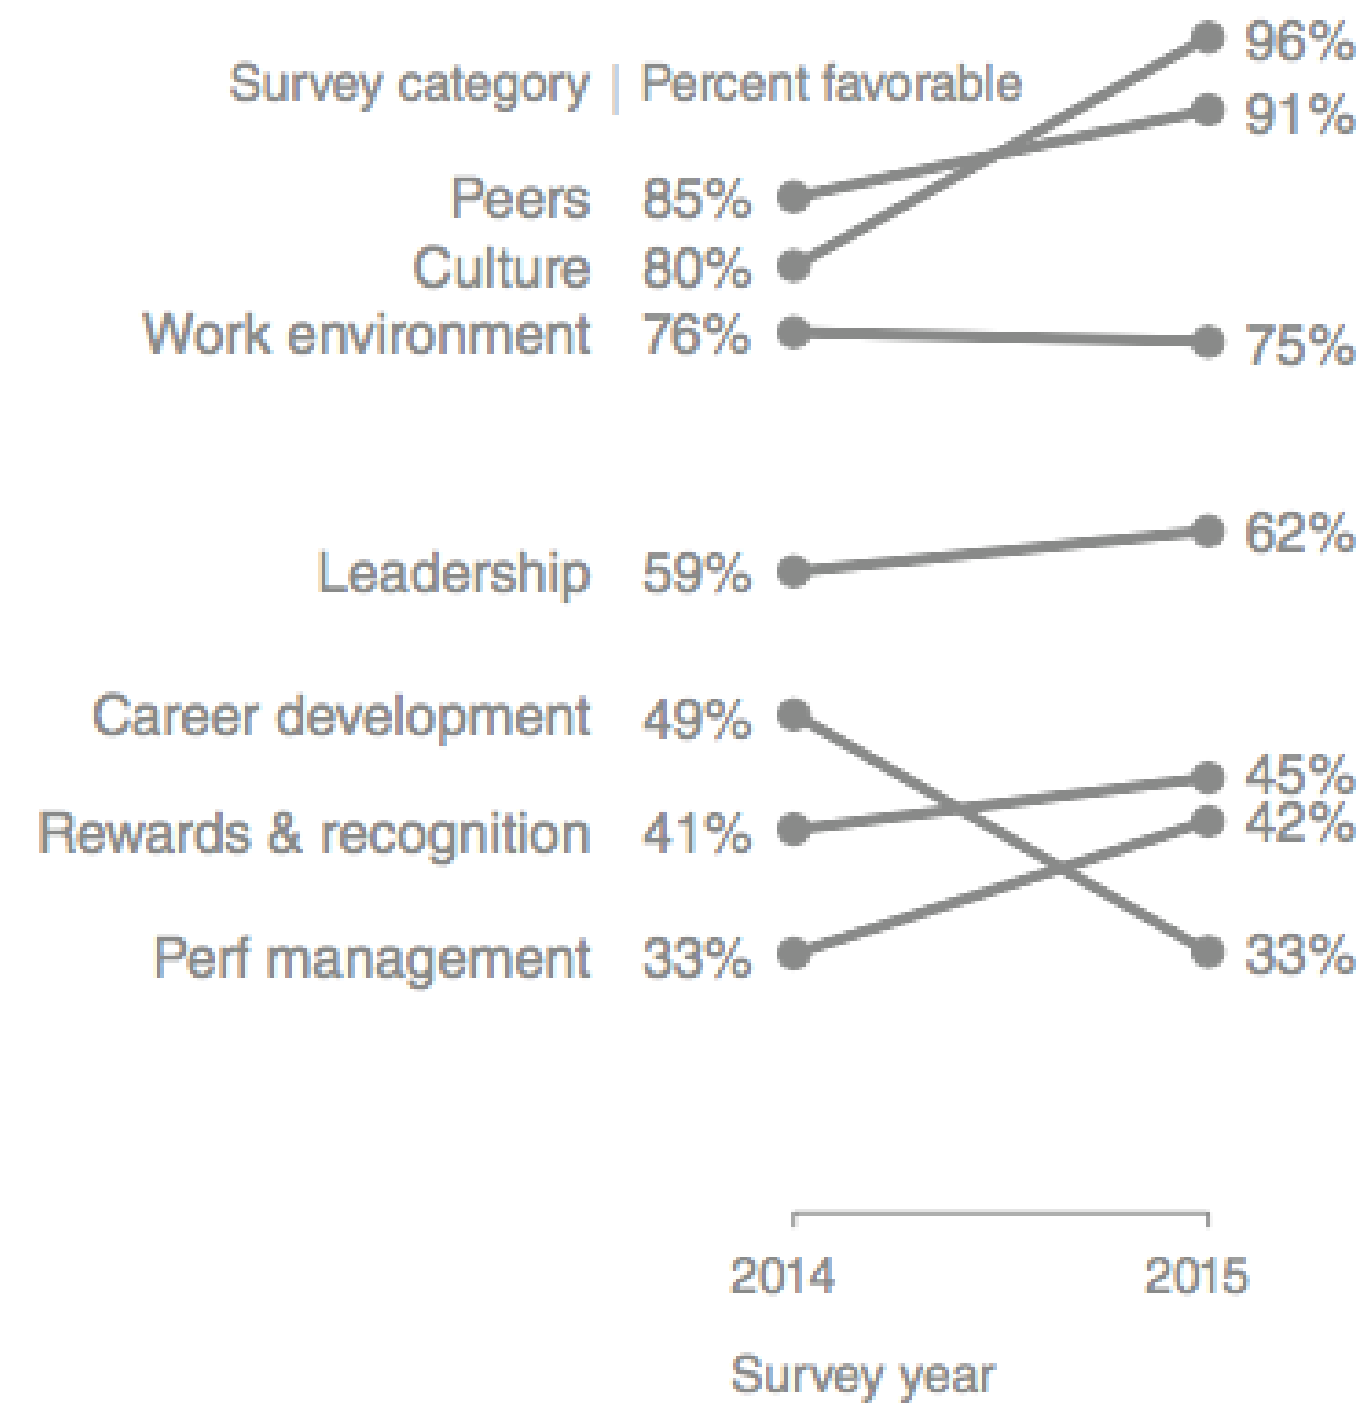 96%
Survey category | Percent favorable
91%
Peers 85%
Culture 80%
Work environment 76% 75%
62%
Leadership 59%
Career development 49%
45%
42%
Rewards & recognition 41%
Perf management 33% 33%
2014 2015
Survey year